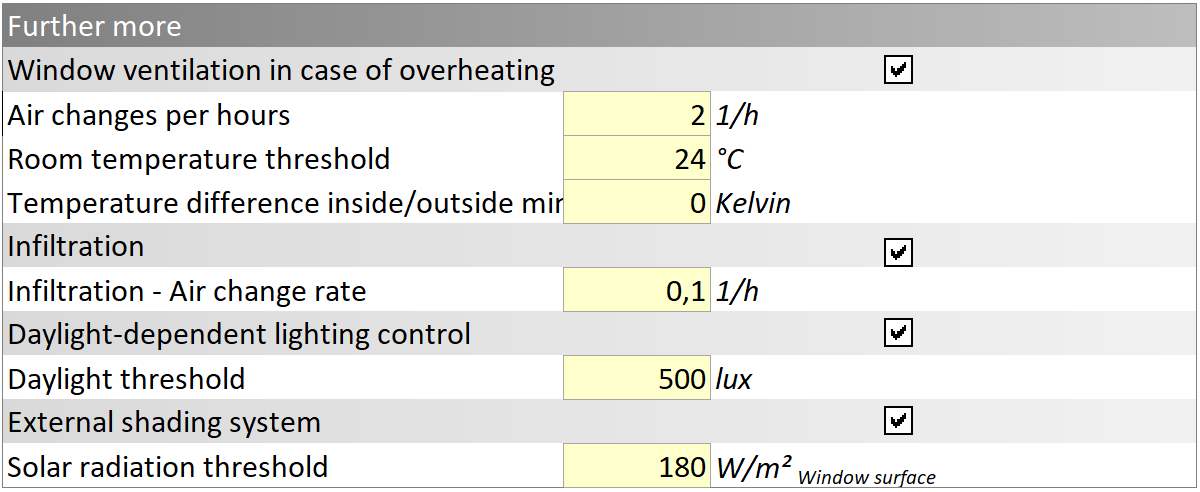 Further more
Window ventilation in case of overheating
Air changes per hours 2 1/h
Room temperature threshold 24 °C
Temperature difference inside/outside min 0 Kelvin
Infiltration
Infiltration - Air change rate 0,1 1/h
Daylight-dependent lighting control
Daylight threshold 500 lux
External shading system
Solar radiation threshold 180 W/m² Window surface